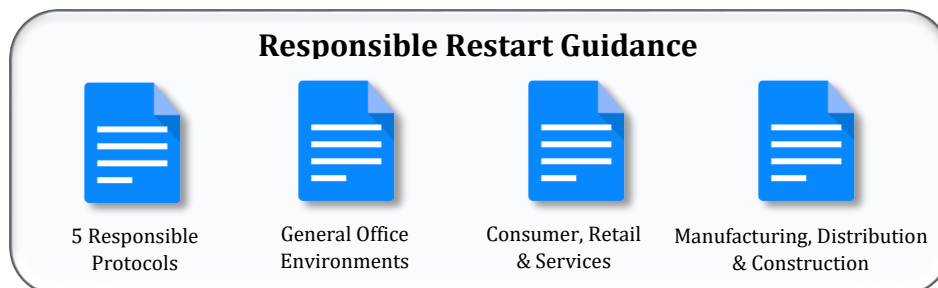 Responsible Restart Guidance
5 Responsible
Protocols
General Office
Environments
Consumer, Retail
& Services
Manufacturing, Distribution
& Construction